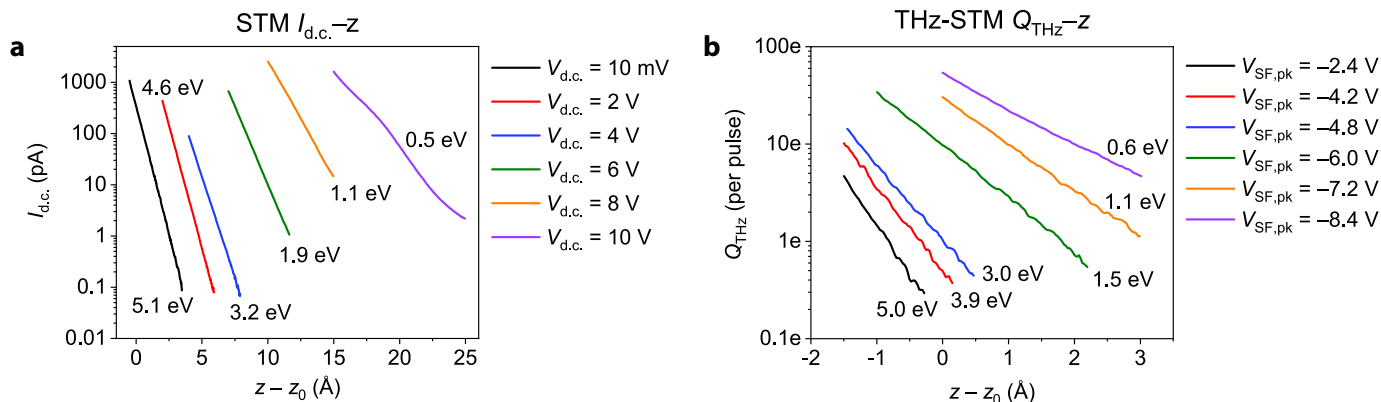 STM I_d.c.–z
a
1000
100
10
1
0.1
0.01
I_d.c. (pA)
4.6 eV
0.5 eV
1.1 eV
1.9 eV
5.1 eV
3.2 eV
0 5 10 15 20 25
z – z_0 (Å)
V_d.c. = 10 mV
V_d.c. = 2 V
V_d.c. = 4 V
V_d.c. = 6 V
V_d.c. = 8 V
V_d.c. = 10 V
THz-STM Q_THz–z
b
100e
10e
1e
0.1e
Q_THz (per pulse)
0.6 eV
1.1 eV
3.0 eV
1.5 eV
5.0 eV
3.9 eV
-2 -1 0 1 2 3
z – z_0 (Å)
V_SF,pk = –2.4 V
V_SF,pk = –4.2 V
V_SF,pk = –4.8 V
V_SF,pk = –6.0 V
V_SF,pk = –7.2 V
V_SF,pk = –8.4 V